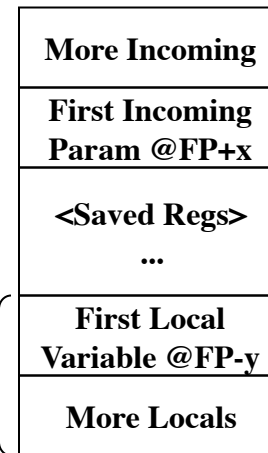 More Incoming
First Incoming
Param @FP+x
<Saved Regs>
...
First Local
Variable @FP-y
More Locals